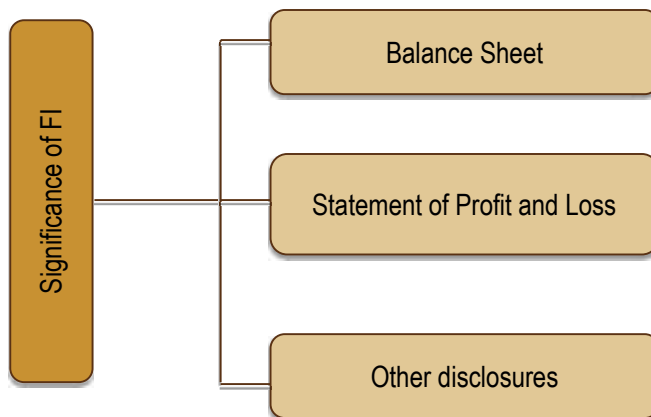 Significance of FI
Balance Sheet
Statement of Profit and Loss
Other disclosures